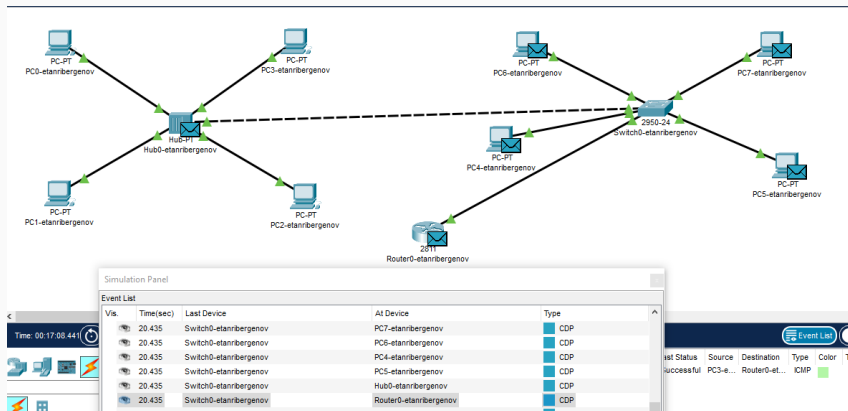 PC-PT
PC0-etanribergenov
PC-PT
PC3-etanribergenov
PC-PT
PC6-etanribergenov
PC-PT
PC7-etanribergenov
Hub-PT
Hub0-etanribergenov
2950-24
Switch0-etanribergenov
PC-PT
PC4-etanribergenov
PC-PT
PC5-etanribergenov
PC-PT
PC1-etanribergenov
PC-PT
PC2-etanribergenov
2811
Router0-etanribergenov
Simulation Panel
Event List
Vis. Time(sec) Last Device At Device Type
20.435 Switch0-etanribergenov PC7-etanribergenov CDP
20.435 Switch0-etanribergenov PC6-etanribergenov CDP
20.435 Switch0-etanribergenov PC4-etanribergenov CDP
20.435 Switch0-etanribergenov PC5-etanribergenov CDP
20.435 Switch0-etanribergenov Hub0-etanribergenov CDP
20.435 Switch0-etanribergenov Router0-etanribergenov CDP
Time: 00:17:08.441
Event List
ast Status Source Destination Type Color T
uccessful PC3-e... Router0-et... ICMP